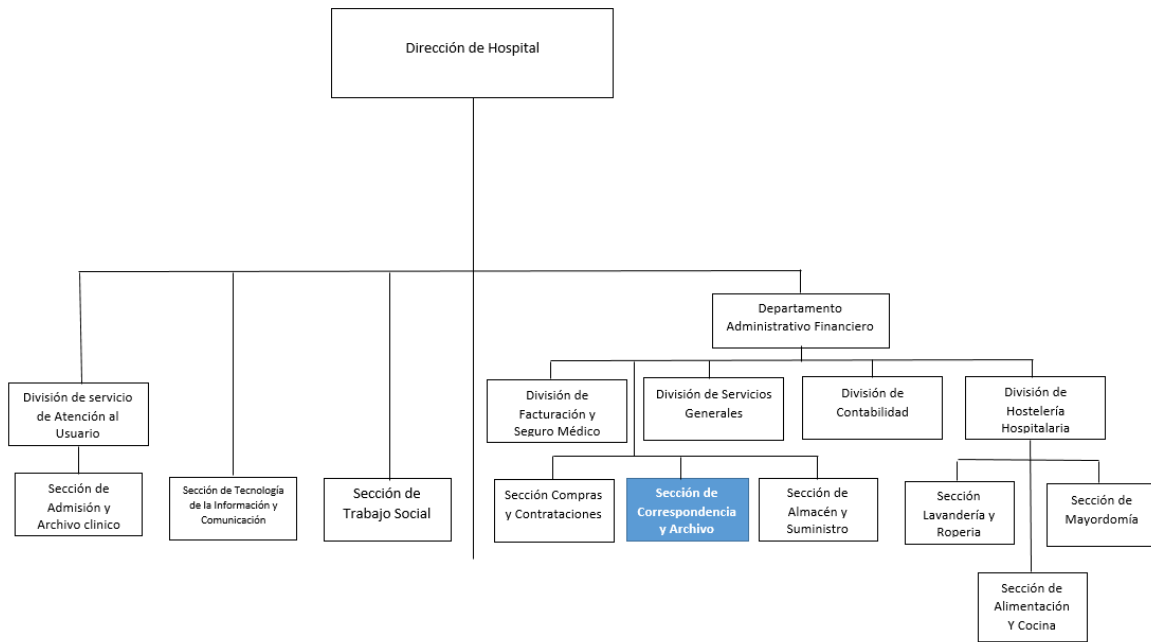 Dirección de Hospital
Departamento
Administrativo Financiero
División de servicio
de Atención al
Usuario
División de
Facturación y
Seguro Médico
División de Servicios
Generales
División de
Contabilidad
División de
Hostelería
Hospitalaria
Sección de
Admisión y
Archivo clinico
Sección de Tecnología
de la Información y
Comunicación
Sección de
Trabajo Social
Sección Compras
y Contrataciones
Sección de
Correspondencia
y Archivo
Sección de
Almacén y
Suministro
Sección
Lavandería y
Roperia
Sección de
Mayordomía
Sección de
Alimentación
Y Cocina